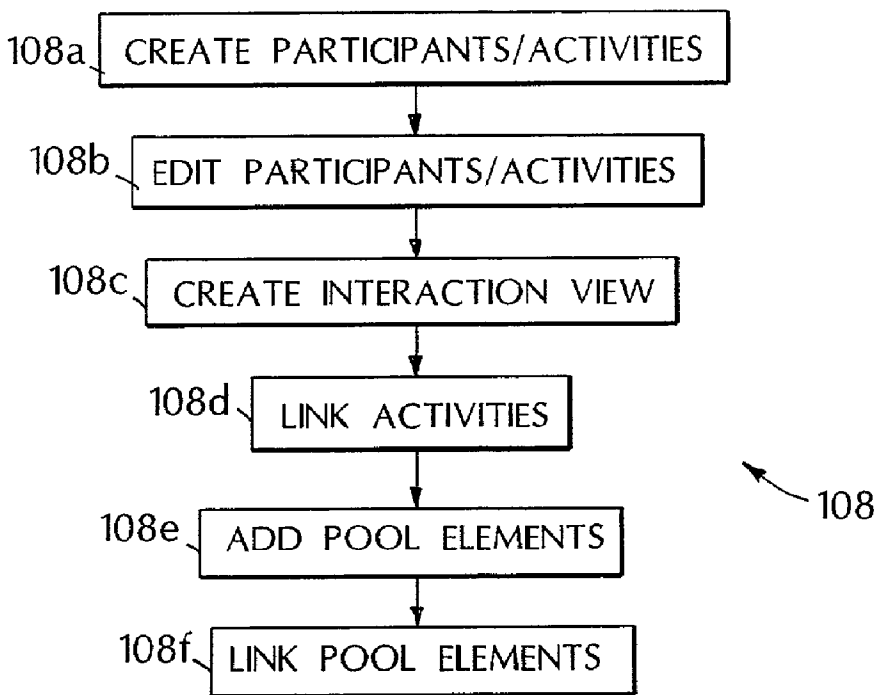 108a CREATE PARTICIPANTS/ACTIVITIES
108b EDIT PARTICIPANTS/ACTIVITIES
108c CREATE INTERACTION VIEW
108d LINK ACTIVITIES
108
108e ADD POOL ELEMENTS
108f LINK POOL ELEMENTS